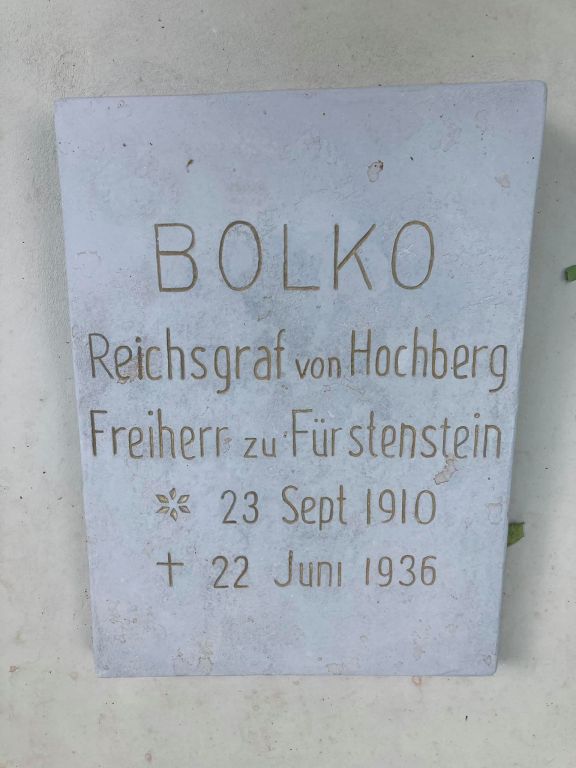 BOLKO
Reichsgraf von Hochberg
Freiherr zu Fürstenstein
* 23 Sept 1910
† 22 Juni 1936